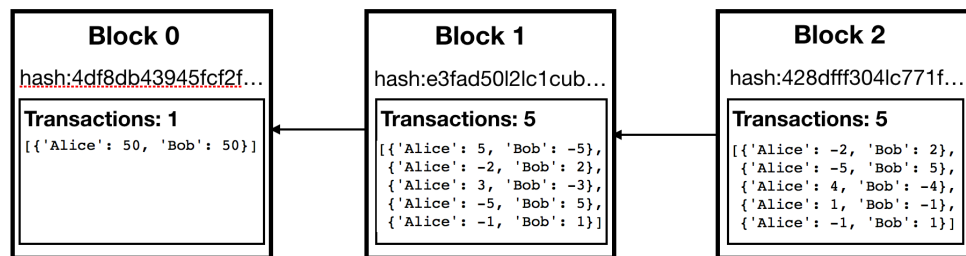 Block 0
hash:4df8db43945fcf2f…
Transactions: 1
[{'Alice': 50, 'Bob': 50}]
Block 1
hash:e3fad50l2lc1cub…
Transactions: 5
[{'Alice': 5, 'Bob': -5},
{'Alice': -2, 'Bob': 2},
{'Alice': 3, 'Bob': -3},
{'Alice': -5, 'Bob': 5},
{'Alice': -1, 'Bob': 1}]
Block 2
hash:428dfff304lc771f…
Transactions: 5
[{'Alice': -2, 'Bob': 2},
{'Alice': -5, 'Bob': 5},
{'Alice': 4, 'Bob': -4},
{'Alice': 1, 'Bob': -1},
{'Alice': -1, 'Bob': 1}]